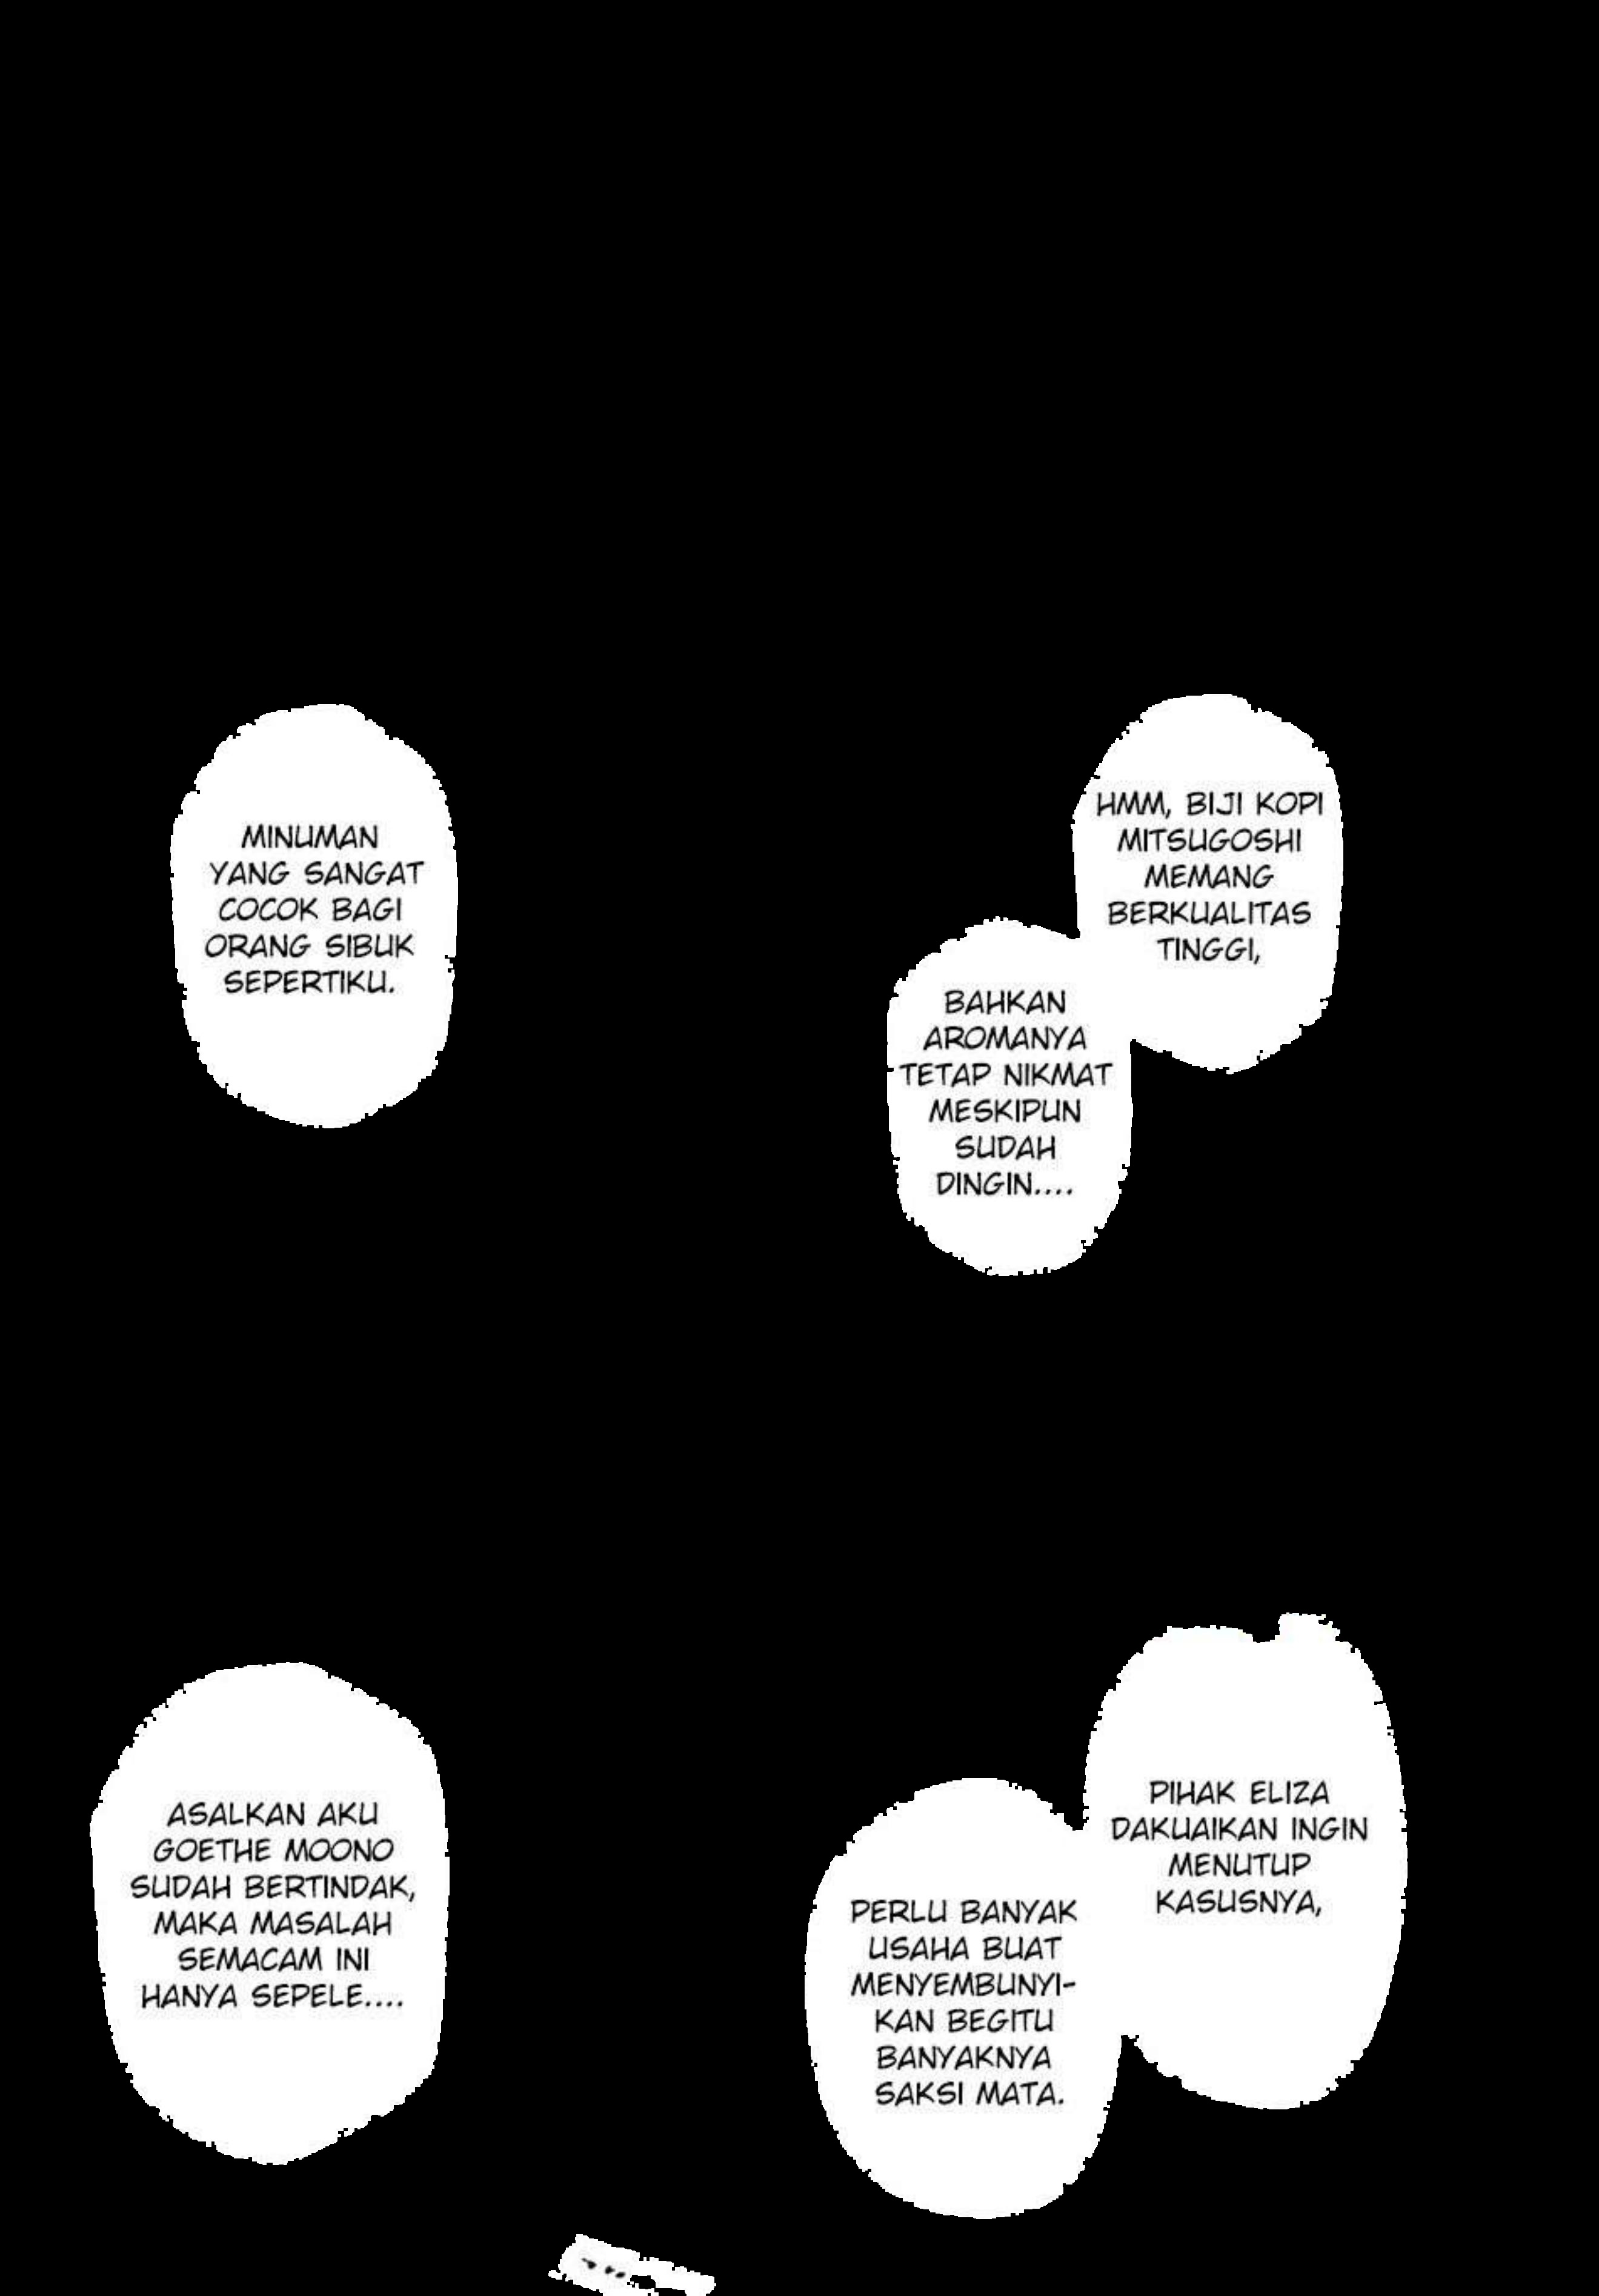 HMM, BIJI KOPI
MITSUGOSHI
MEMANG
BERKUALITAS
TINGGI,
BAHKAN
AROMANYA
TETAP NIKMAT
MESKIPUN
SUDAH
DINGIN....
MINUMAN
YANG SANGAT
COCOK BAGI
ORANG SIBUK
SEPERTIKU.
PIHAK ELIZA
DAKUAIKAN INGIN
MENUTUP
KASUSNYA,
PERLU BANYAK
USAHA BUAT
MENYEMBUNYI-
KAN BEGITU
BANYAKNYA
SAKSI MATA.
ASALKAN AKU
GOETHE MOONO
SUDAH BERTINDAK,
MAKA MASALAH
SEMACAM INI
HANYA SEPELE....